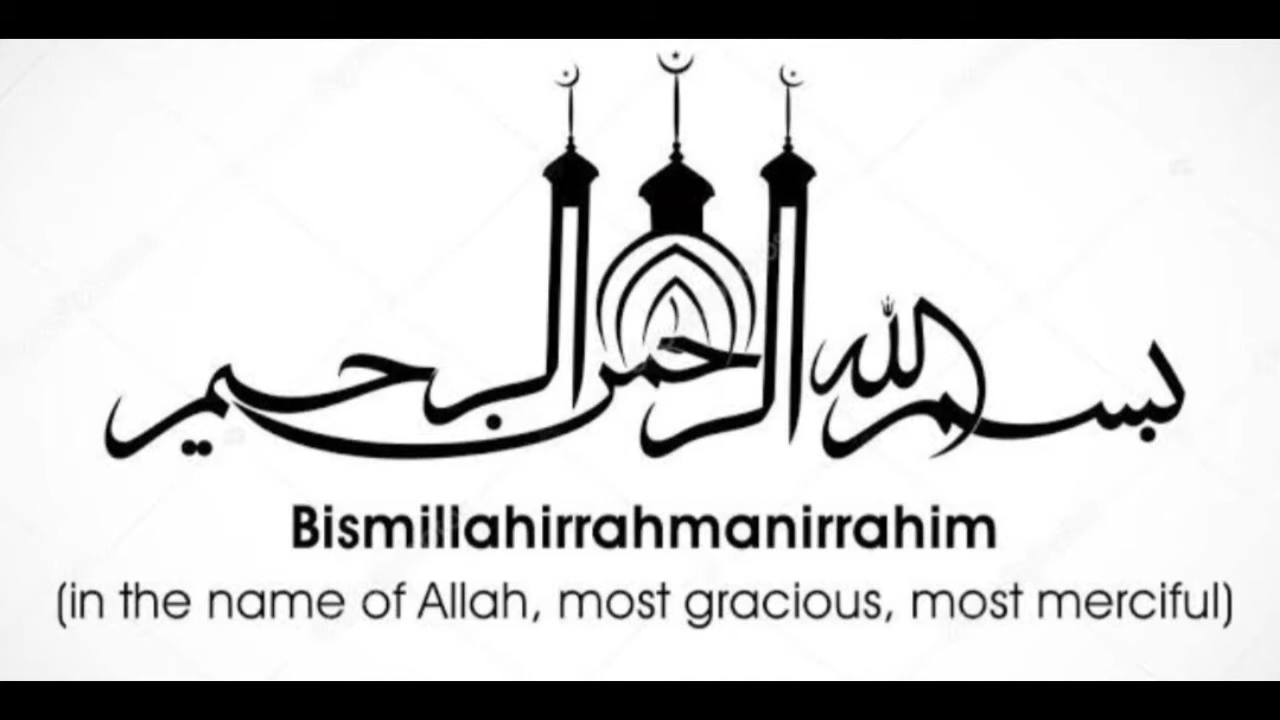 بسم الله الرحمن الرحيم
Bismillahirrahmanirrahim
(in the name of Allah, most gracious, most merciful)